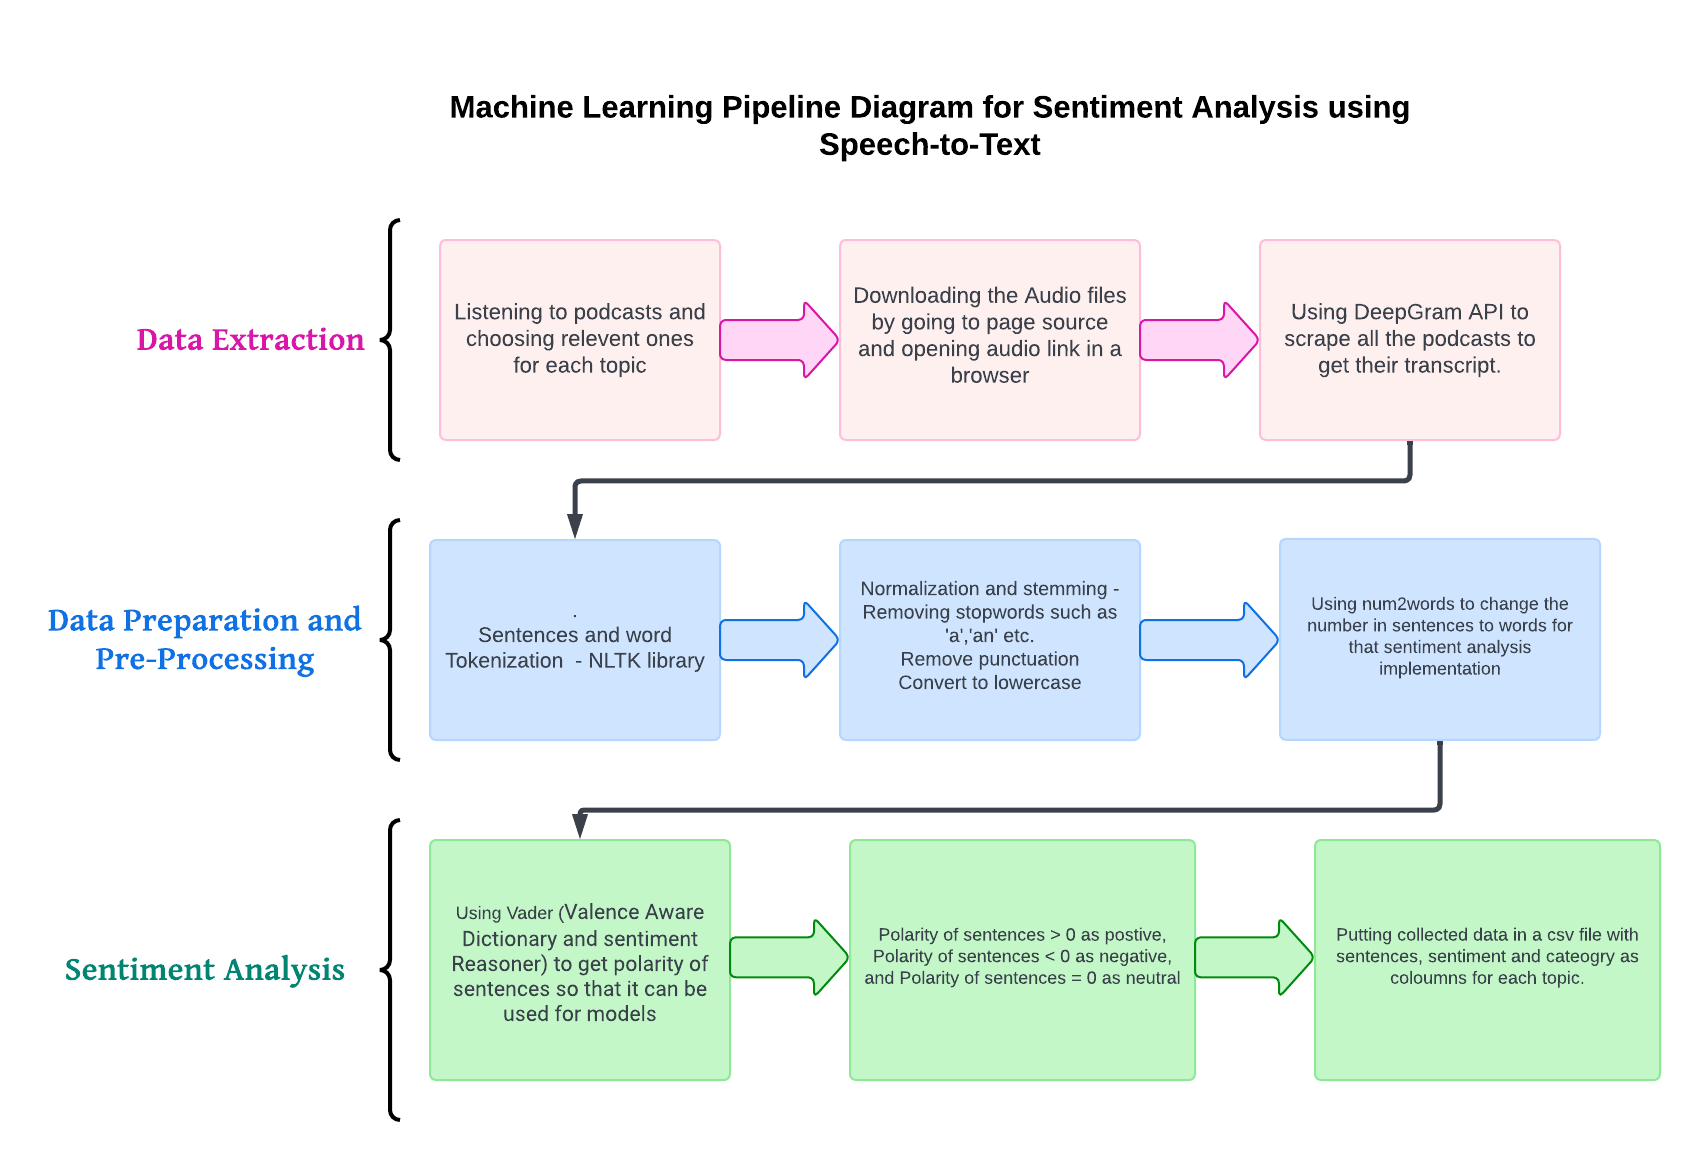 Machine Learning Pipeline Diagram for Sentiment Analysis using
Speech-to-Text
Data Extraction
Listening to podcasts and
choosing relevent ones
for each topic
Downloading the Audio files
by going to page source
and opening audio link in a
browser
Using DeepGram API to
scrape all the podcasts to
get their transcript.
Data Preparation and
Pre-Processing
.
Sentences and word
Tokenization - NLTK library
Normalization and stemming -
Removing stopwords such as
'a','an' etc.
Remove punctuation
Convert to lowercase
Using num2words to change the
number in sentences to words for
that sentiment analysis
implementation
Sentiment Analysis
Using Vader (Valence Aware
Dictionary and sentiment
Reasoner) to get polarity of
sentences so that it can be
used for models
Polarity of sentences > 0 as postive,
Polarity of sentences < 0 as negative,
and Polarity of sentences = 0 as neutral
Putting collected data in a csv file with
sentences, sentiment and cateogry as
coloumns for each topic.